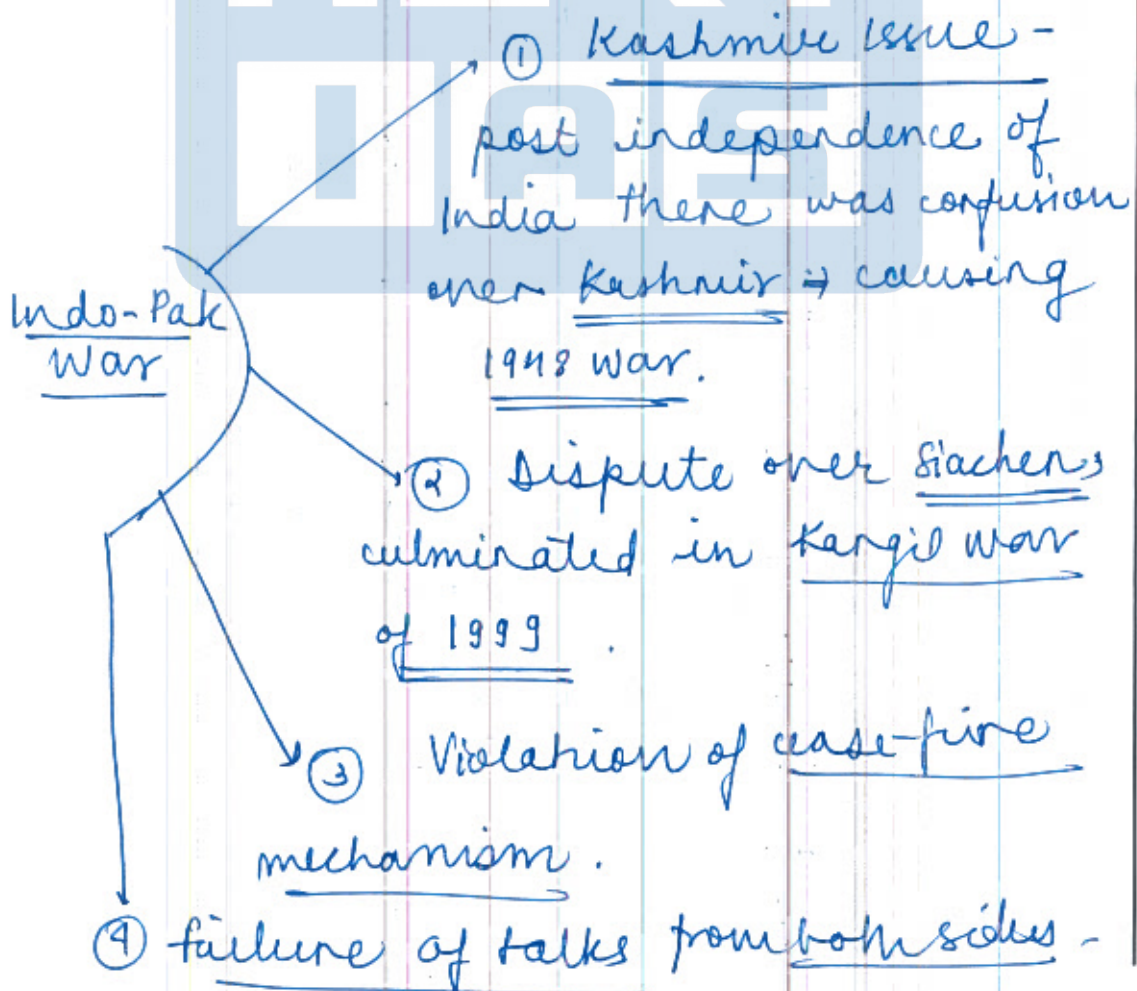 ① Kashmir issue -
post independence of
India there was confusion
over Kashmir ⇒ causing
1948 war.
Indo-Pak
War
② Dispute over Siachen,
culminated in Kargil war
of 1999.
③ Violation of cease-fire
mechanism.
④ failure of talks from both sides -
IAS